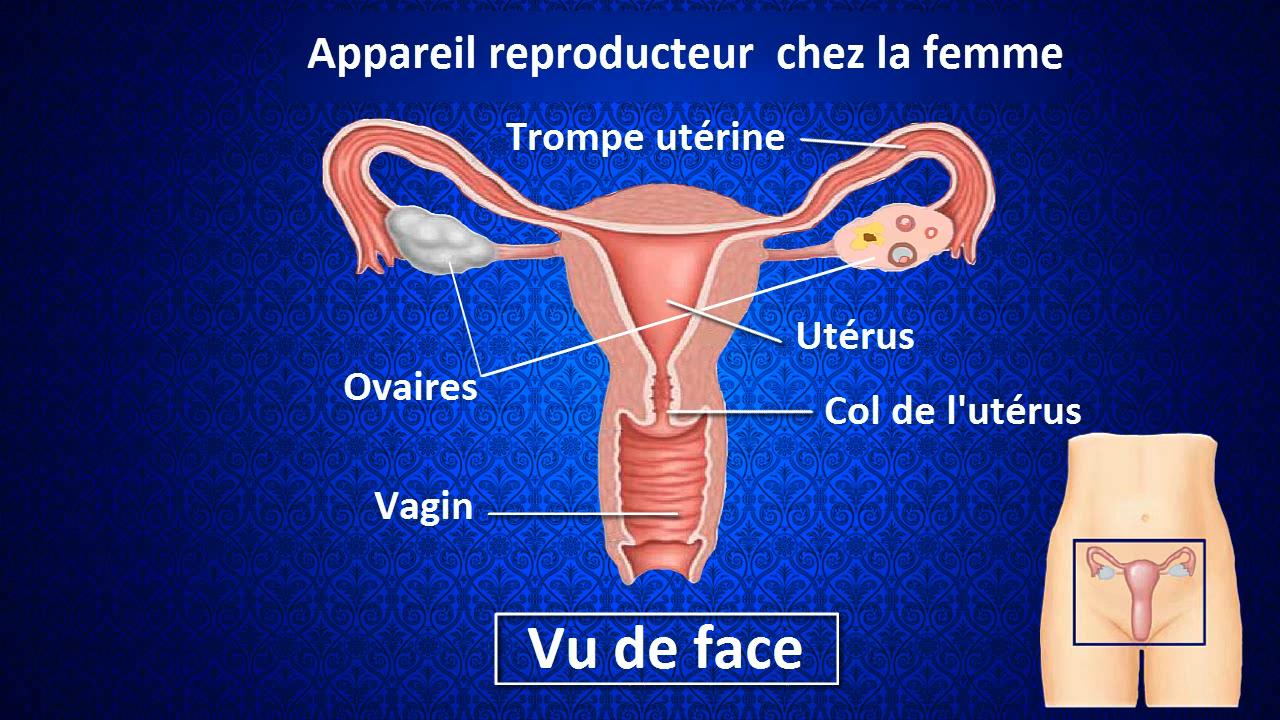 Appareil reproducteur  chez la femme
Trompe utérine
Utérus
Ovaires
Col de l'utérus
Vagin
Vu de face